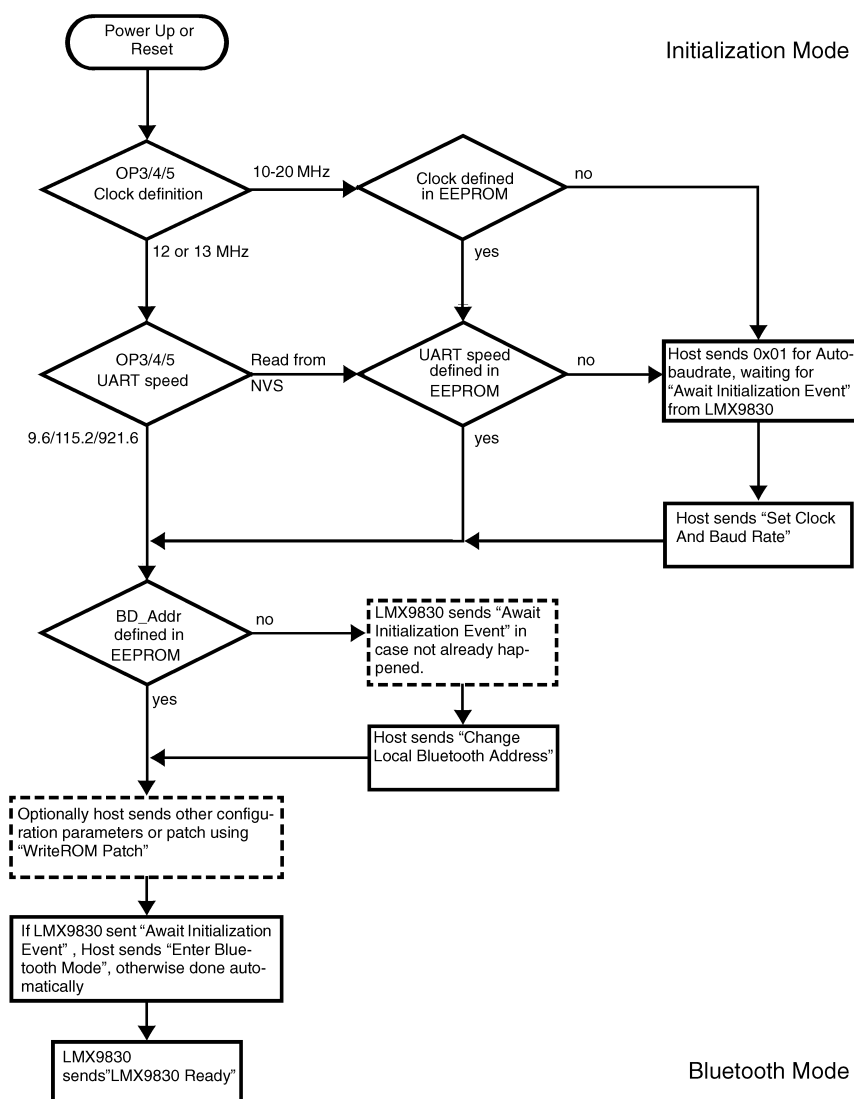 Power Up or
Reset
Initialization Mode
OP3/4/5
Clock definition
10-20 MHz
Clock defined
in EEPROM
no
12 or 13 MHz
yes
OP3/4/5
UART speed
Read from
NVS
UART speed
defined in
EEPROM
no
Host sends 0x01 for Auto-
baudrate, waiting for
“Await Initialization Event”
from LMX9830
9.6/115.2/921.6
yes
Host sends “Set Clock
And Baud Rate”
BD_Addr
defined in
EEPROM
no
LMX9830 sends “Await
Initialization Event” in
case not already hap-
pened.
yes
Host sends “Change
Local Bluetooth Address”
Optionally host sends other configu-
ration parameters or patch using
“WriteROM Patch”
If LMX9830 sent “Await Initialization
Event” , Host sends “Enter Blue-
tooth Mode”, otherwise done auto-
matically
LMX9830
sends”LMX9830 Ready”
Bluetooth Mode